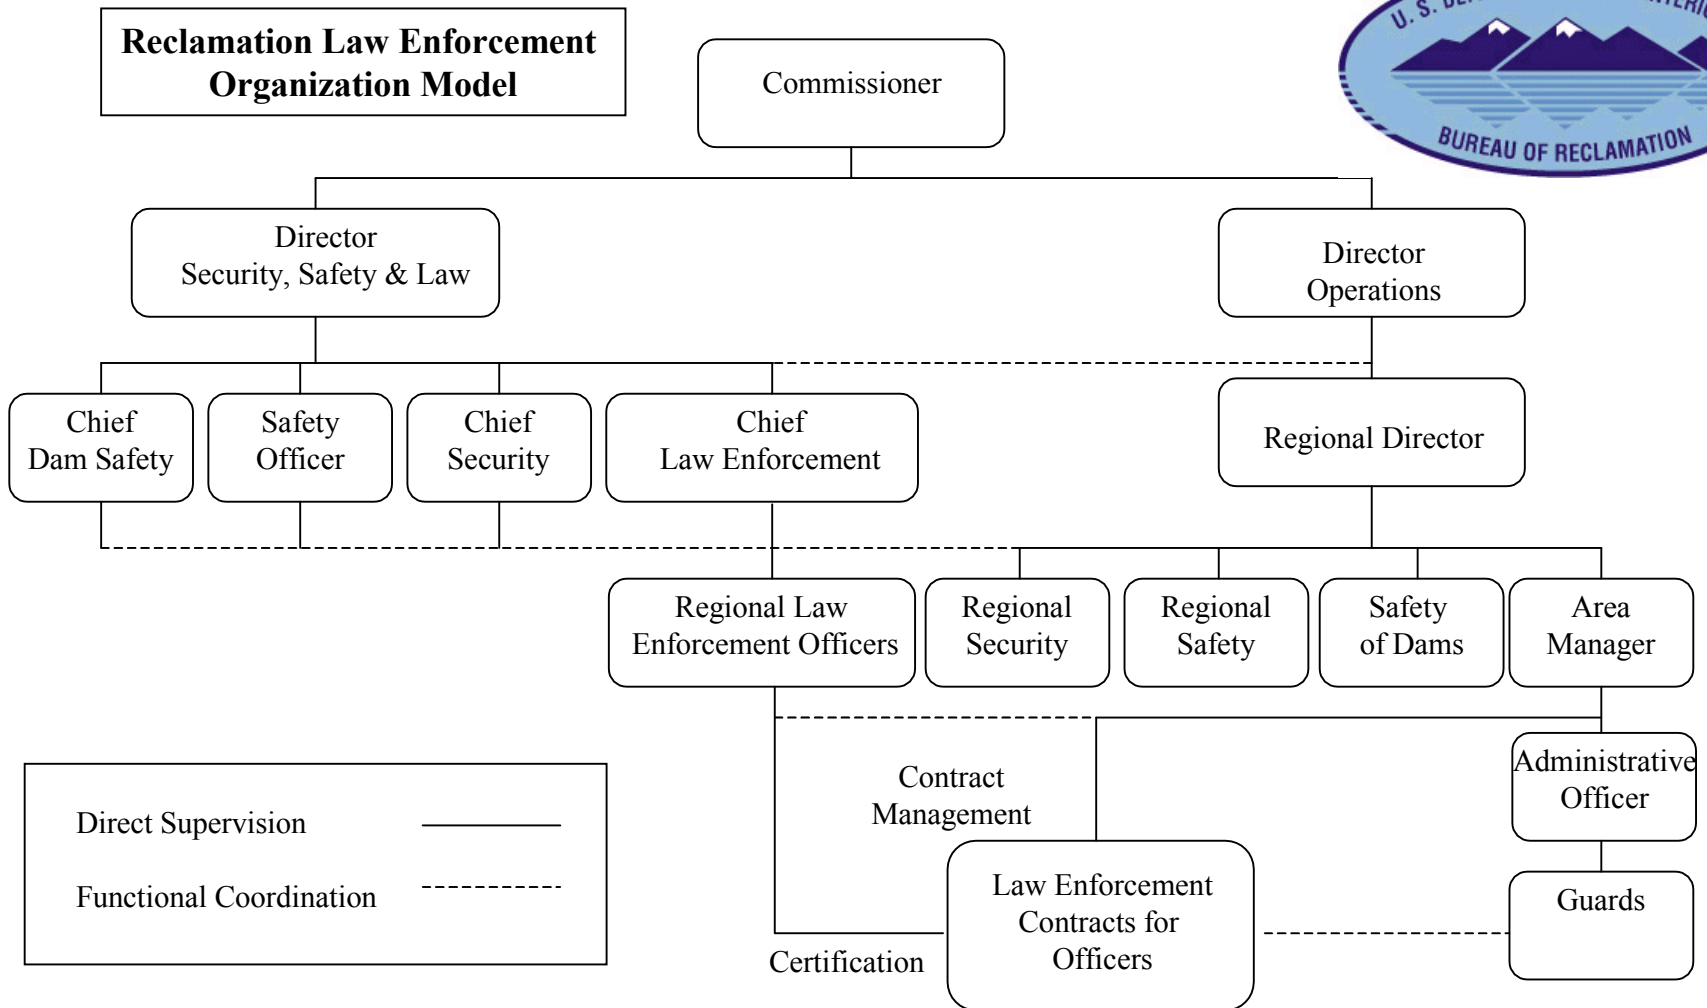 Reclamation Law Enforcement
Organization Model
Commissioner
U. S.
BUREAU OF RECLAMATION
Director
Security, Safety & Law
Director
Operations
Chief
Dam Safety
Safety
Officer
Chief
Security
Chief
Law Enforcement
Regional Director
Regional Law
Enforcement Officers
Regional
Security
Regional
Safety
Safety
of Dams
Area
Manager
Contract
Management
Administrative
Officer
Direct Supervision
Functional Coordination
Law Enforcement
Contracts for
Officers
Guards
Certification